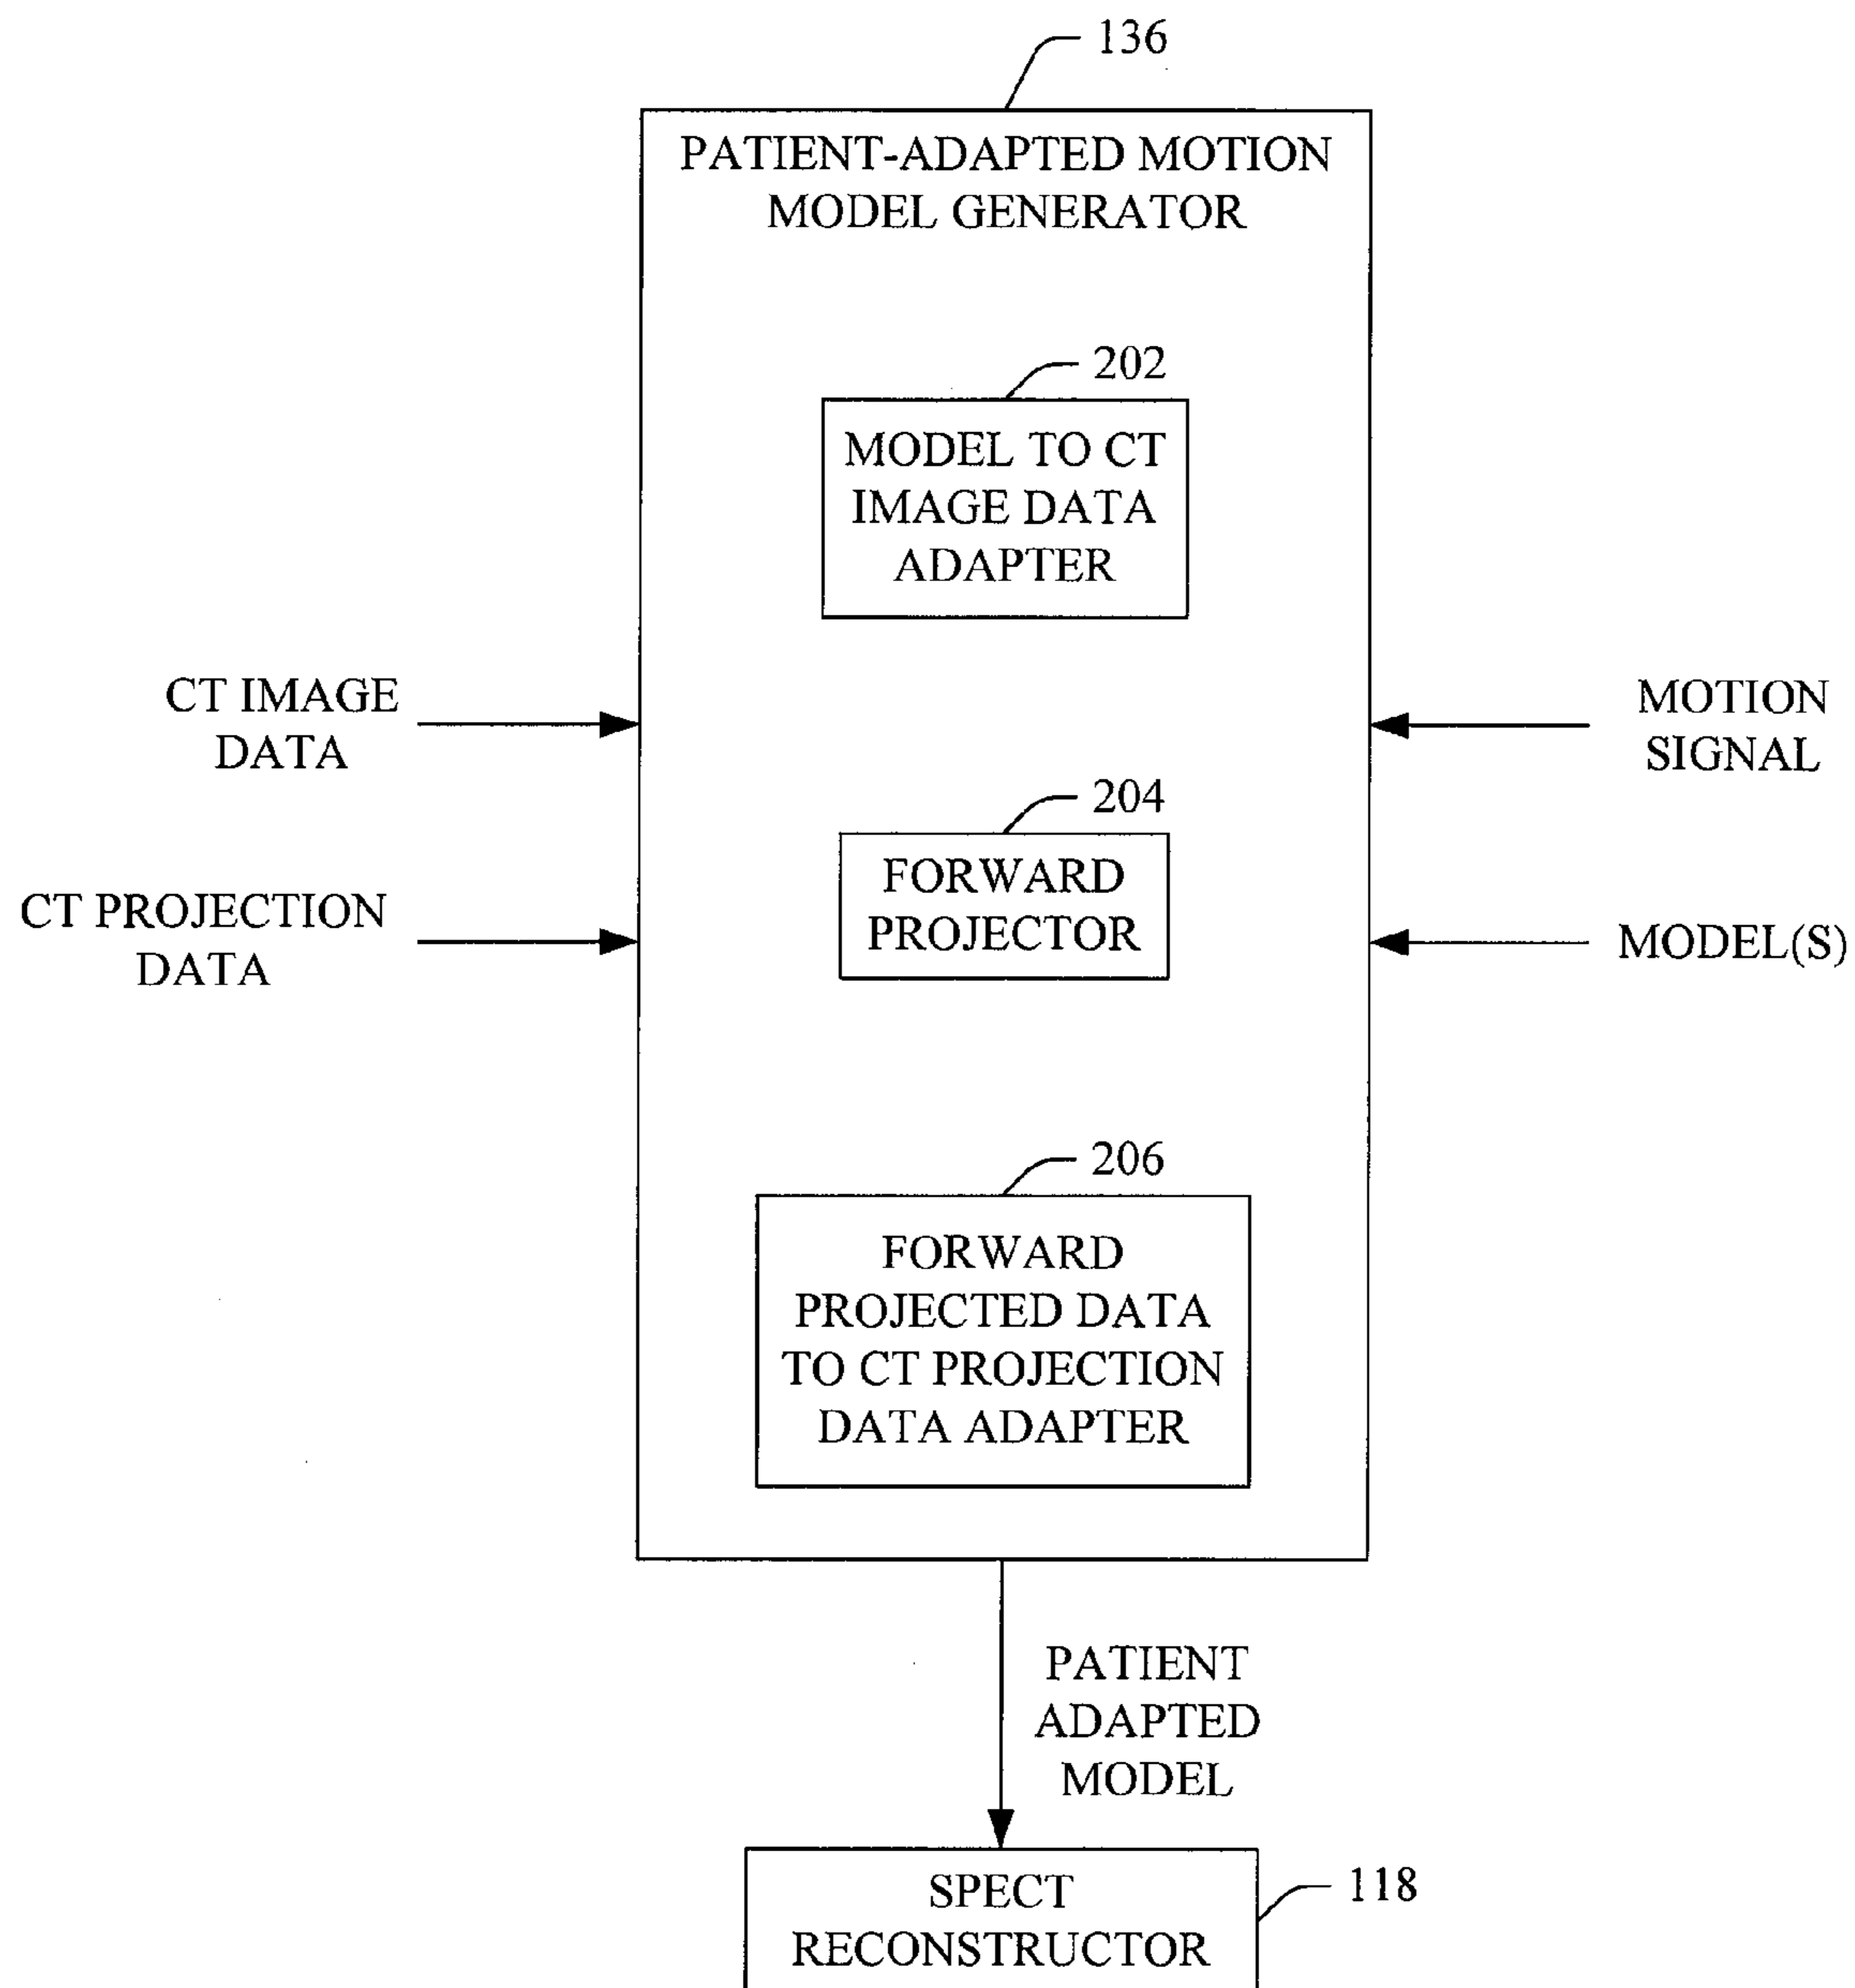 136
PATIENT-ADAPTED MOTION
MODEL GENERATOR
202
MODEL TO CT
IMAGE DATA
ADAPTER
CT IMAGE
DATA
MOTION
SIGNAL
204
FORWARD
PROJECTOR
CT PROJECTION
DATA
MODEL(S)
206
FORWARD
PROJECTED DATA
TO CT PROJECTION
DATA ADAPTER
PATIENT
ADAPTED
MODEL
SPECT
RECONSTRUCTOR
118